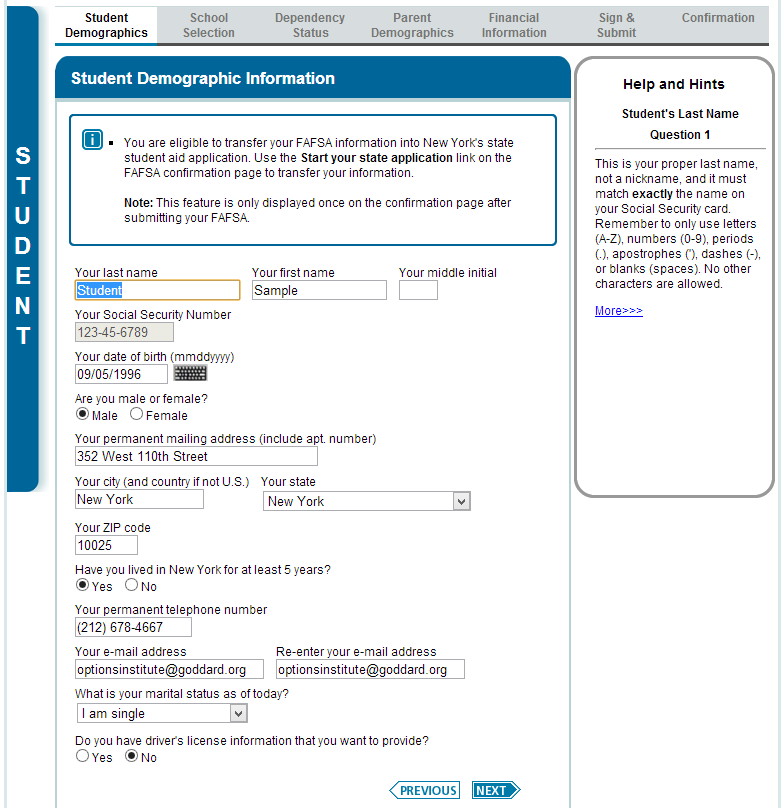 Student Demographics
School Selection
Dependency Status
Parent Demographics
Financial Information
Sign & Submit
Confirmation
STUDENT
Student Demographic Information
You are eligible to transfer your FAFSA information into New York's state
student aid application. Use the Start your state application link on the
FAFSA confirmation page to transfer your information.
Note: This feature is only displayed once on the confirmation page after
submitting your FAFSA.
Your last name Your first name Your middle initial
Student Sample
Your Social Security Number
123-45-6789
Your date of birth (mmddyyyy)
09/05/1996
Are you male or female?
Male Female
Your permanent mailing address (include apt. number)
352 West 110th Street
Your city (and country if not U.S.) Your state
New York New York
Your ZIP code
10025
Have you lived in New York for at least 5 years?
Yes No
Your permanent telephone number
(212) 678-4667
Your e-mail address Re-enter your e-mail address
optionsinstitute@goddard.org optionsinstitute@goddard.org
What is your marital status as of today?
I am single
Do you have driver's license information that you want to provide?
Yes No
PREVIOUS NEXT
Help and Hints
Student's Last Name
Question 1
This is your proper last name,
not a nickname, and it must
match exactly the name on
your Social Security card.
Remember to only use letters
(A-Z), numbers (0-9), periods
(.), apostrophes ('), dashes (-),
or blanks (spaces). No other
characters are allowed.
More>>>